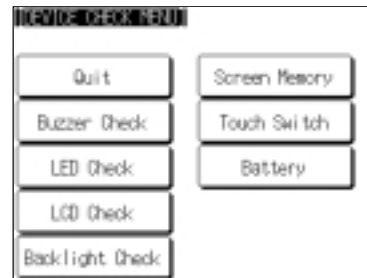 [DEVICE CHECK MENU]
Quit
Buzzer Check
LED Check
LCD Check
Backlight Check
Screen Memory
Touch Switch
Battery